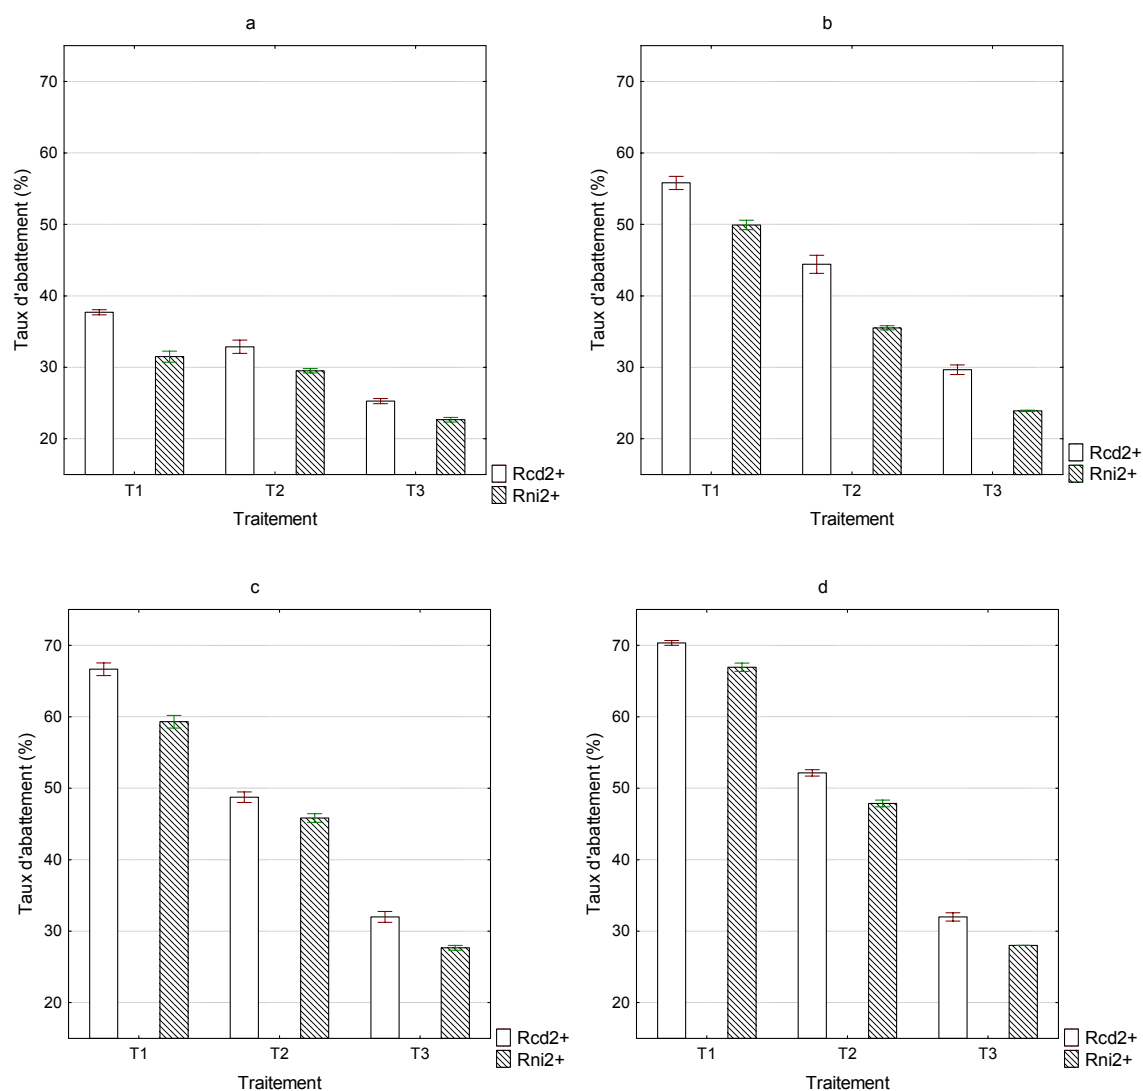 a
Taux d'abattement (%)
70
60
50
40
30
20
T1 T2 T3
Traitement
Rcd2+
Rni2+
b
Taux d'abattement (%)
70
60
50
40
30
20
T1 T2 T3
Traitement
Rcd2+
Rni2+
c
Taux d'abattement (%)
70
60
50
40
30
20
T1 T2 T3
Traitement
Rcd2+
Rni2+
d
Taux d'abattement (%)
70
60
50
40
30
20
T1 T2 T3
Traitement
Rcd2+
Rni2+